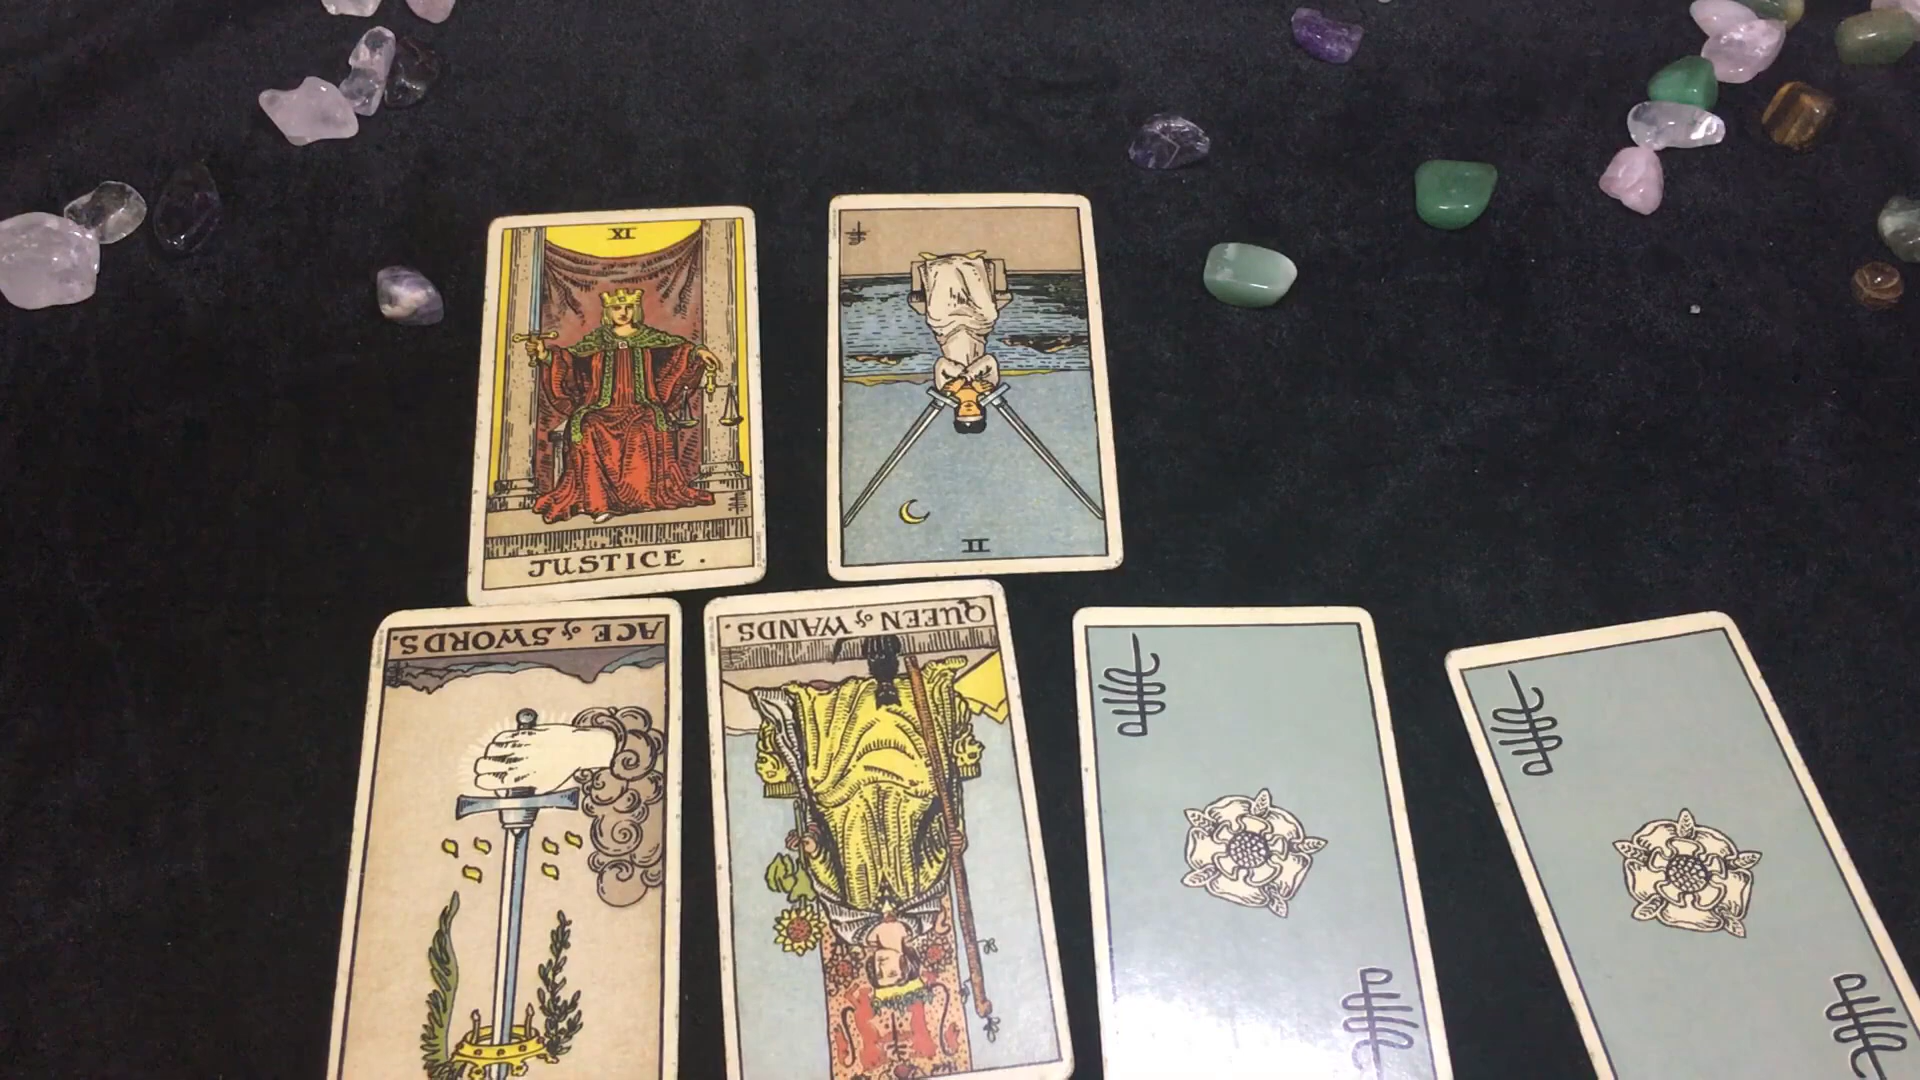 XI
JUSTICE .
II
ACE of SWORDS.
QUEEN of WANDS.